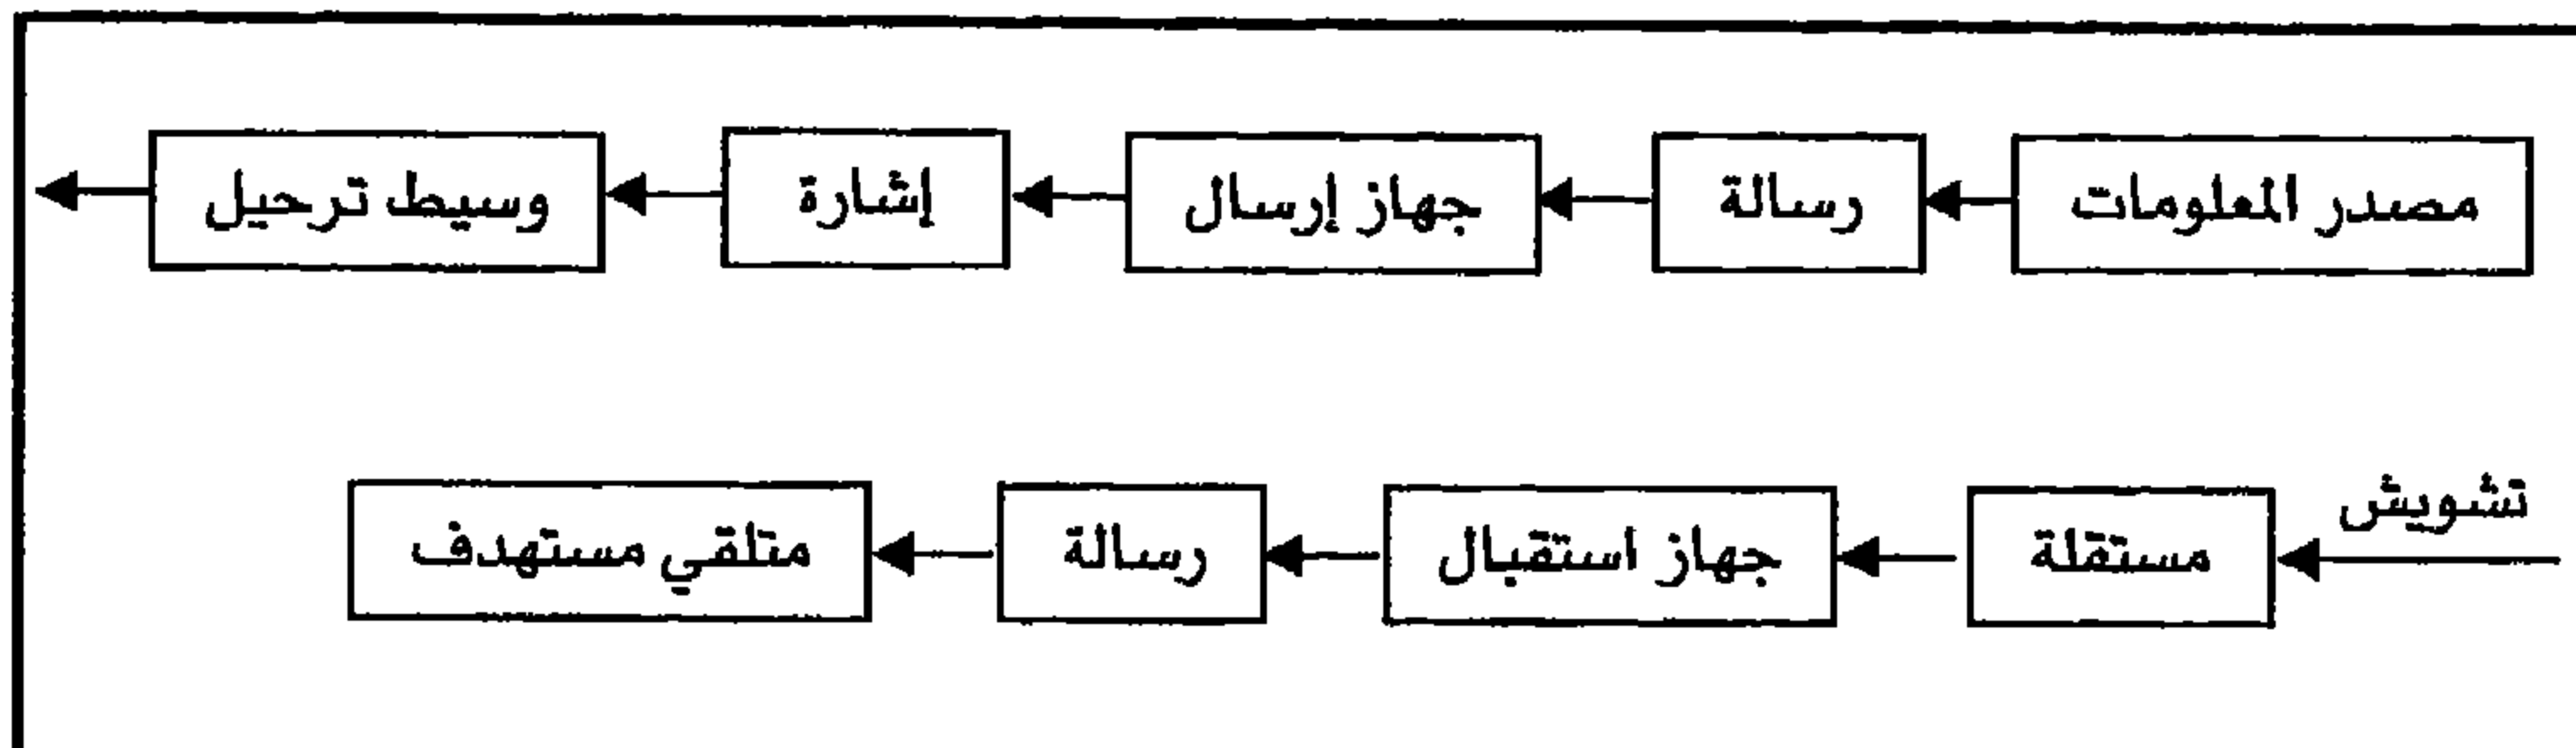 مصدر المعلومات رسالة جهاز إرسال إشارة وسيط ترحيل
تشويش
مستقلة جهاز استقبال رسالة متلقي مستهدف